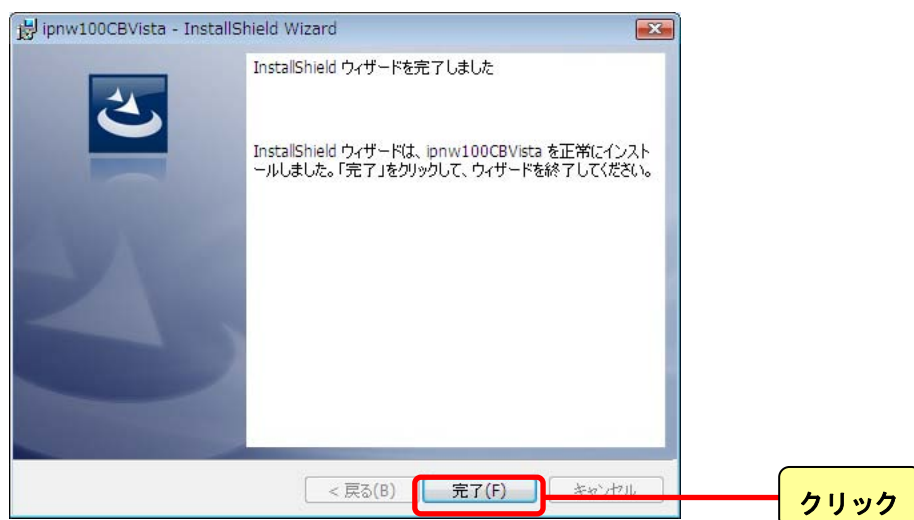 ipnw100CBVista - InstallShield Wizard
InstallShield ウィザードを完了しました
InstallShield ウィザードは、ipnw100CBVista を正常にインスト
ールしました。「完了」をクリックして、ウィザードを終了してください。
< 戻る(B)
完了(F)
キャンセル
クリック